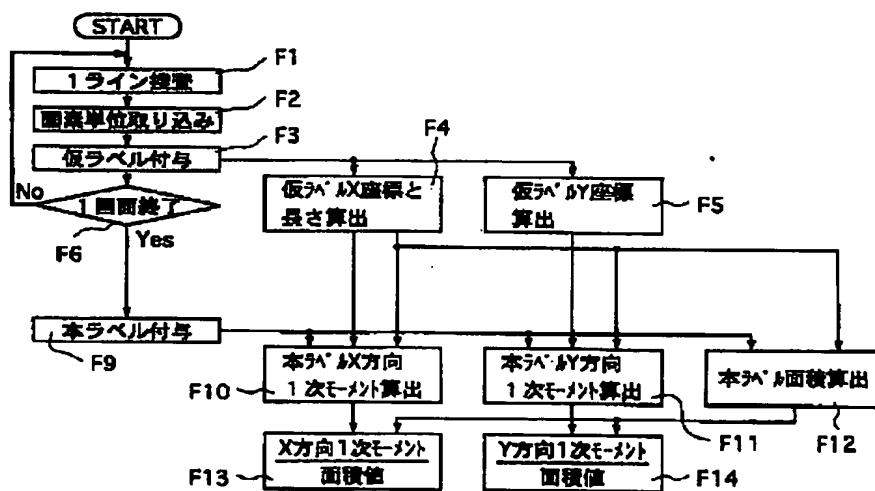 START
F1
1ライン捜査
F2
画素単位取り込み
F3
仮ラベル付与
F4
仮ラベルX座標と
長さ算出
仮ラベルY座標
算出
F5
No
1画面終了
F6
Yes
本ラベル付与
F9
本ラベルX方向
1次モーメント算出
F10
本ラベルY方向
1次モーメント算出
F11
本ラベル面積算出
F12
X方向1次モーメント
面積値
F13
Y方向1次モーメント
面積値
F14